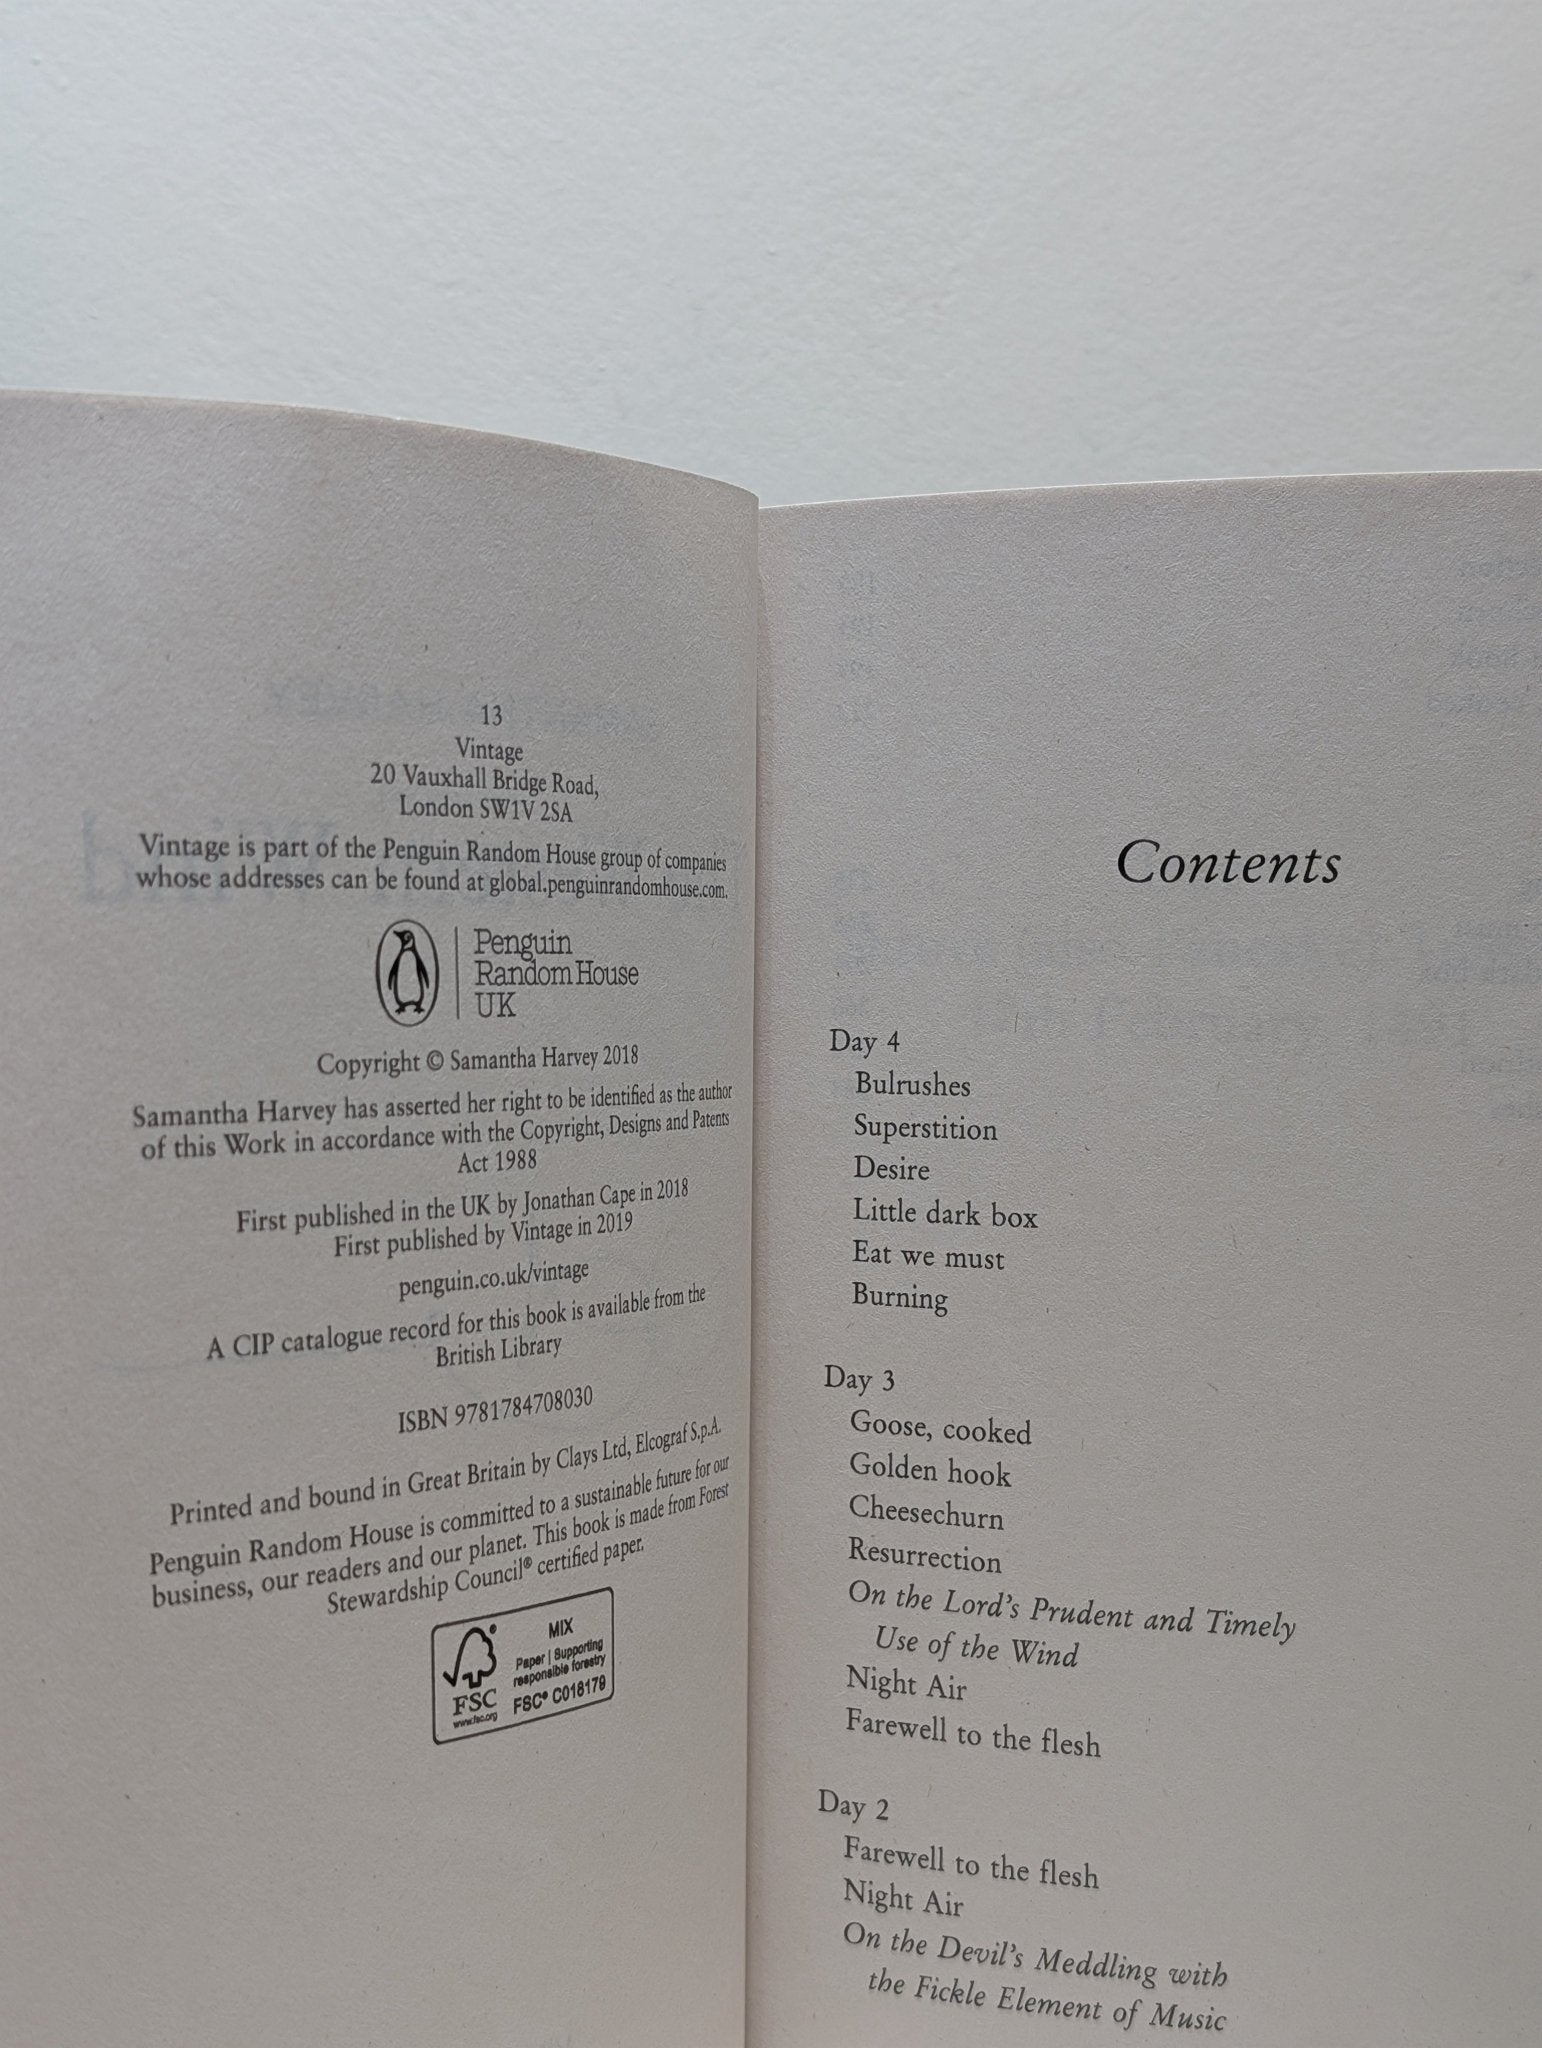 13
Vintage
20 Vauxhall Bridge Road,
London SW1V 2SA
Vintage is part of the Penguin Random House group of companies
whose addresses can be found at global.penguinrandomhouse.com.
Penguin
Random House
UK
Copyright © Samantha Harvey 2018
Samantha Harvey has asserted her right to be identified as the author
of this Work in accordance with the Copyright, Designs and Patents
Act 1988
First published in the UK by Jonathan Cape in 2018
First published by Vintage in 2019
penguin.co.uk/vintage
A CIP catalogue record for this book is available from the
British Library
ISBN 9781784708030
Printed and bound in Great Britain by Clays Ltd, Elcograf S.p.A.
Penguin Random House is committed to a sustainable future for our
business, our readers and our planet. This book is made from Forest
Stewardship Council® certified paper.
FSC
www.fsc.org
MIX
Paper | Supporting
responsible forestry
FSC® C018179
Contents
Day 4
Bulrushes
Superstition
Desire
Little dark box
Eat we must
Burning
Day 3
Goose, cooked
Golden hook
Cheesechurn
Resurrection
On the Lord's Prudent and Timely
Use of the Wind
Night Air
Farewell to the flesh
Day 2
Farewell to the flesh
Night Air
On the Devil's Meddling with
the Fickle Element of Music